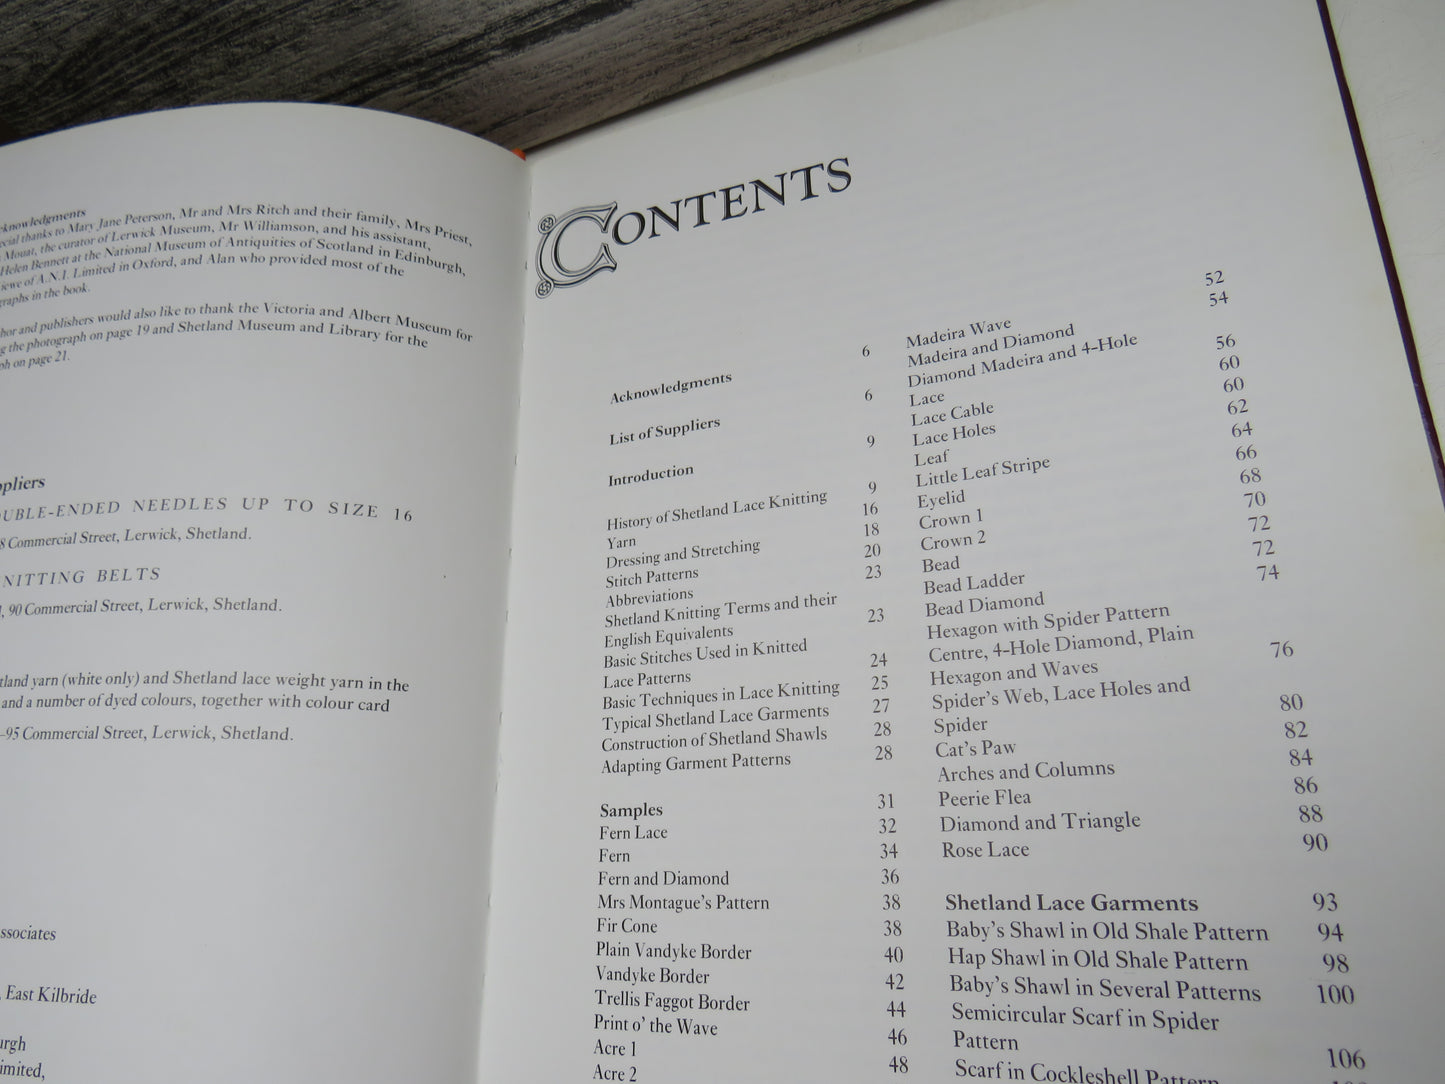 cknowledgments
ecial thanks to Mary Jane Peterson, Mr and Mrs Ritch and their family, Mrs Priest,
Mouat, the curator of Lerwick Museum, Mr Williamson, and his assistant,
Helen Bennett at the National Museum of Antiquities of Scotland in Edinburgh,
iewe of A.N.I. Limited in Oxford, and Alan who provided most of the
graphs in the book.
hor and publishers would also like to thank the Victoria and Albert Museum for
g the photograph on page 19 and Shetland Museum and Library for the
ph on page 21.
ppliers
OUBLE-ENDED NEEDLES UP TO SIZE 16
8 Commercial Street, Lerwick, Shetland.
NITTING BELTS
, 90 Commercial Street, Lerwick, Shetland.
tland yarn (white only) and Shetland lace weight yarn in the
and a number of dyed colours, together with colour card
–95 Commercial Street, Lerwick, Shetland.
ssociates
, East Kilbride
urgh
imited,
CONTENTS
Acknowledgments 6
List of Suppliers 6
Introduction 9
History of Shetland Lace Knitting 9
Yarn 16
Dressing and Stretching 18
Stitch Patterns 20
Abbreviations 23
Shetland Knitting Terms and their
English Equivalents 23
Basic Stitches Used in Knitted
Lace Patterns 24
Basic Techniques in Lace Knitting 25
Typical Shetland Lace Garments 27
Construction of Shetland Shawls 28
Adapting Garment Patterns 28
Samples 31
Fern Lace 32
Fern 34
Fern and Diamond 36
Mrs Montague's Pattern 38
Fir Cone 38
Plain Vandyke Border 40
Vandyke Border 42
Trellis Faggot Border 44
Print o' the Wave 46
Acre 1 48
Acre 2
Madeira Wave 52
Madeira and Diamond 54
Diamond Madeira and 4-Hole
Lace 56
Lace Cable 60
Lace Holes 60
Leaf 62
Little Leaf Stripe 64
Eyelid 66
Crown 1 68
Crown 2 70
Bead 72
Bead Ladder 72
Bead Diamond 74
Hexagon with Spider Pattern
Centre, 4-Hole Diamond, Plain
Hexagon and Waves 76
Spider's Web, Lace Holes and
Spider 80
Cat's Paw 82
Arches and Columns 84
Peerie Flea 86
Diamond and Triangle 88
Rose Lace 90
Shetland Lace Garments 93
Baby's Shawl in Old Shale Pattern 94
Hap Shawl in Old Shale Pattern 98
Baby's Shawl in Several Patterns 100
Semicircular Scarf in Spider
Pattern 106
Scarf in Cockleshell Pattern